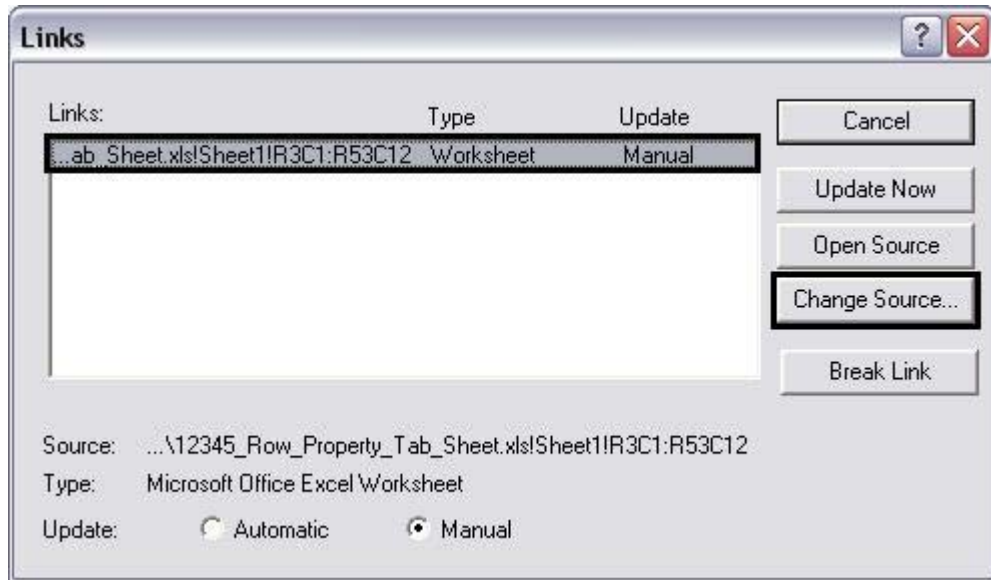 Links
?
Links: Type Update
...ab_Sheet.xls!Sheet1!R3C1:R53C12 Worksheet Manual
Cancel
Update Now
Open Source
Change Source...
Break Link
Source: ...\12345_Row_Property_Tab_Sheet.xls!Sheet1!R3C1:R53C12
Type: Microsoft Office Excel Worksheet
Update: Automatic Manual